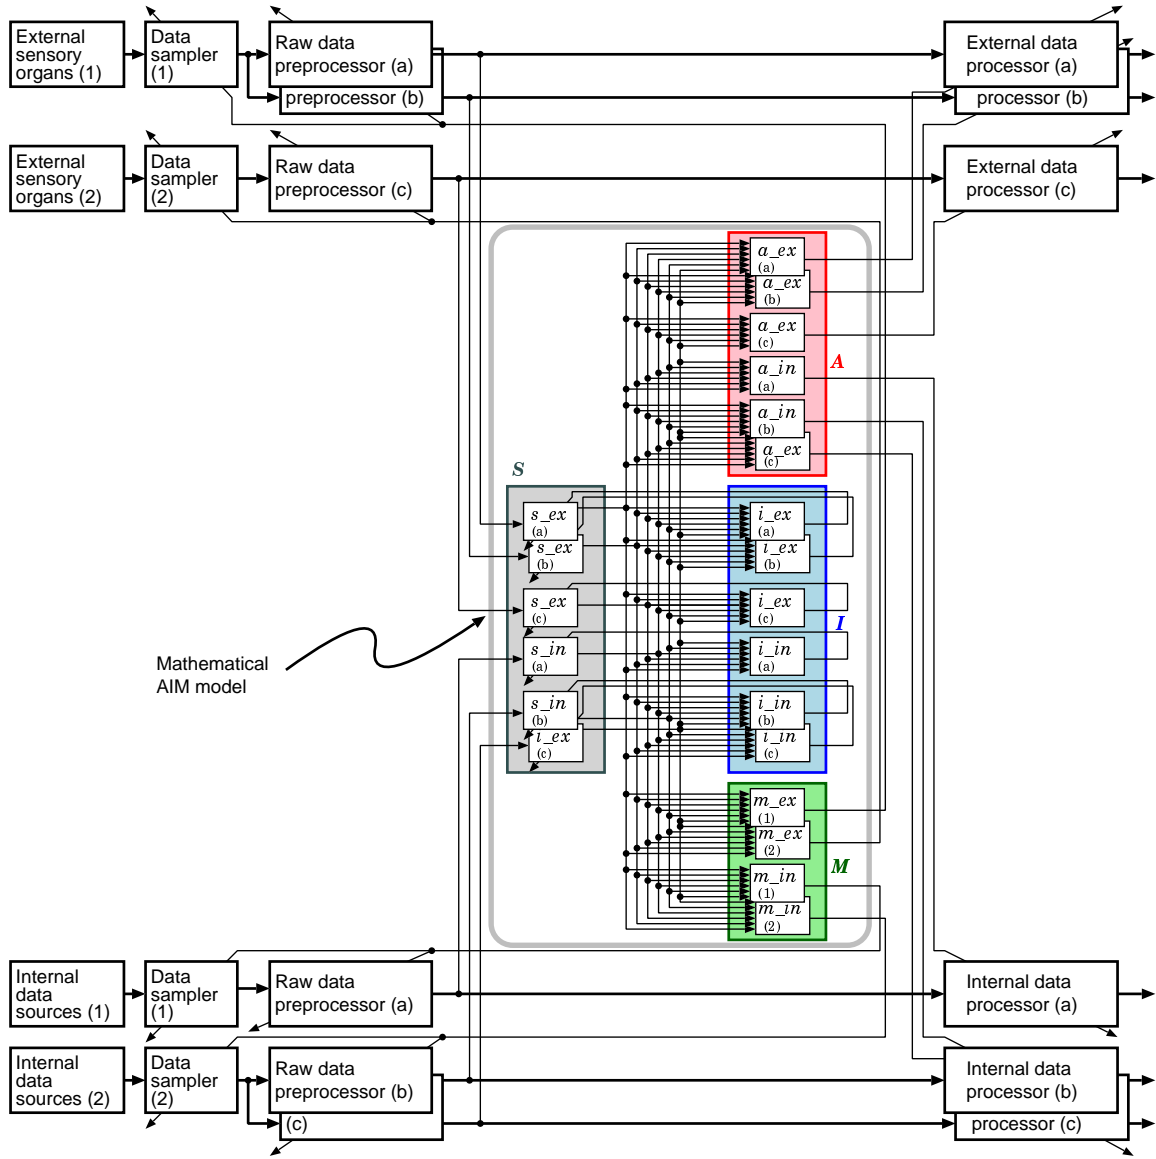 External
sensory
organs (1)
Data
sampler
(1)
Raw data
preprocessor (a)
preprocessor (b)
External data
processor (a)
processor (b)
External
sensory
organs (2)
Data
sampler
(2)
Raw data
preprocessor (c)
External data
processor (c)
a_ex
(a)
a_ex
(b)
a_ex
(c)
a_in
(a)
a_in
(b)
a_ex
(c)
A
S
s_ex
(a)
s_ex
(b)
s_ex
(c)
s_in
(a)
s_in
(b)
i_ex
(c)
i_ex
(a)
i_ex
(b)
i_ex
(c)
i_in
(a)
i_in
(b)
i_in
(c)
I
Mathematical
AIM model
m_ex
(1)
m_ex
(2)
m_in
(1)
m_in
(2)
M
Internal
data
sources (1)
Data
sampler
(1)
Raw data
preprocessor (a)
Internal data
processor (a)
Internal
data
sources (2)
Data
sampler
(2)
Raw data
preprocessor (b)
(c)
Internal data
processor (b)
processor (c)